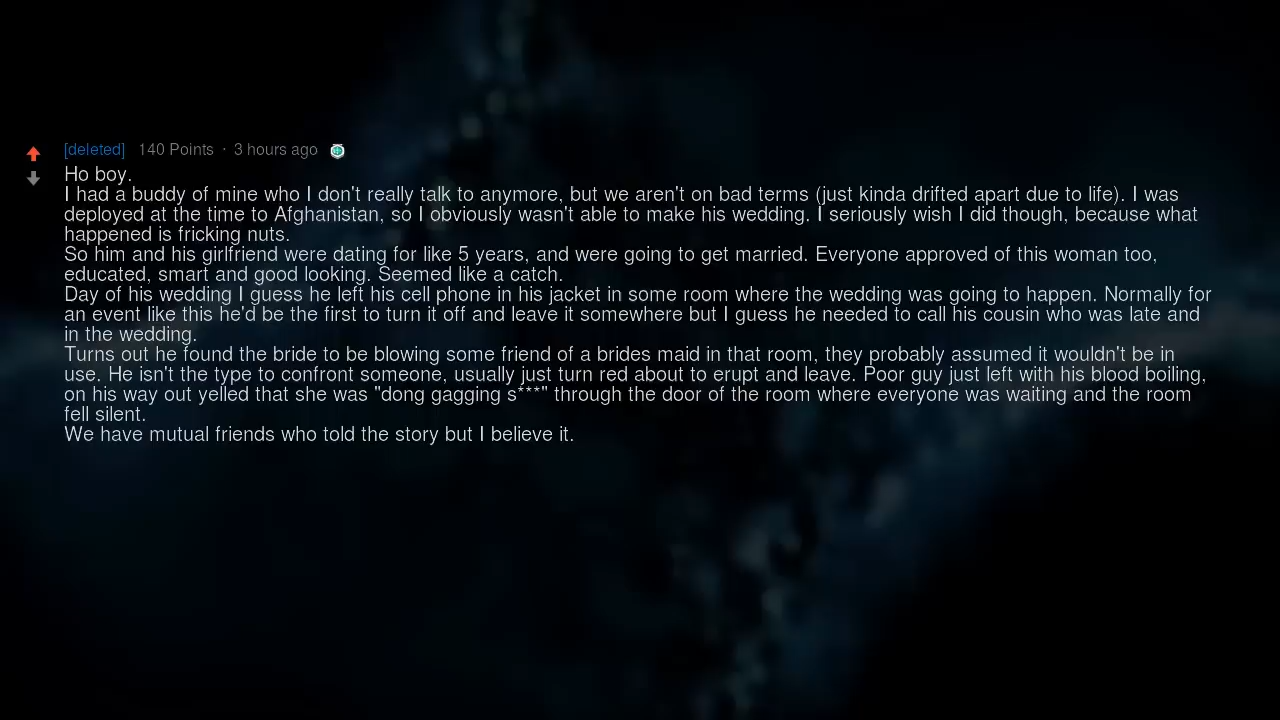 [deleted] 140 Points · 3 hours ago
Ho boy.
I had a buddy of mine who I don't really talk to anymore, but we aren't on bad terms (just kinda drifted apart due to life). I was
deployed at the time to Afghanistan, so I obviously wasn't able to make his wedding. I seriously wish I did though, because what
happened is fricking nuts.
So him and his girlfriend were dating for like 5 years, and were going to get married. Everyone approved of this woman too,
educated, smart and good looking. Seemed like a catch.
Day of his wedding I guess he left his cell phone in his jacket in some room where the wedding was going to happen. Normally for
an event like this he'd be the first to turn it off and leave it somewhere but I guess he needed to call his cousin who was late and
in the wedding.
Turns out he found the bride to be blowing some friend of a brides maid in that room, they probably assumed it wouldn't be in
use. He isn't the type to confront someone, usually just turn red about to erupt and leave. Poor guy just left with his blood boiling,
on his way out yelled that she was "dong gagging s***" through the door of the room where everyone was waiting and the room
fell silent.
We have mutual friends who told the story but I believe it.